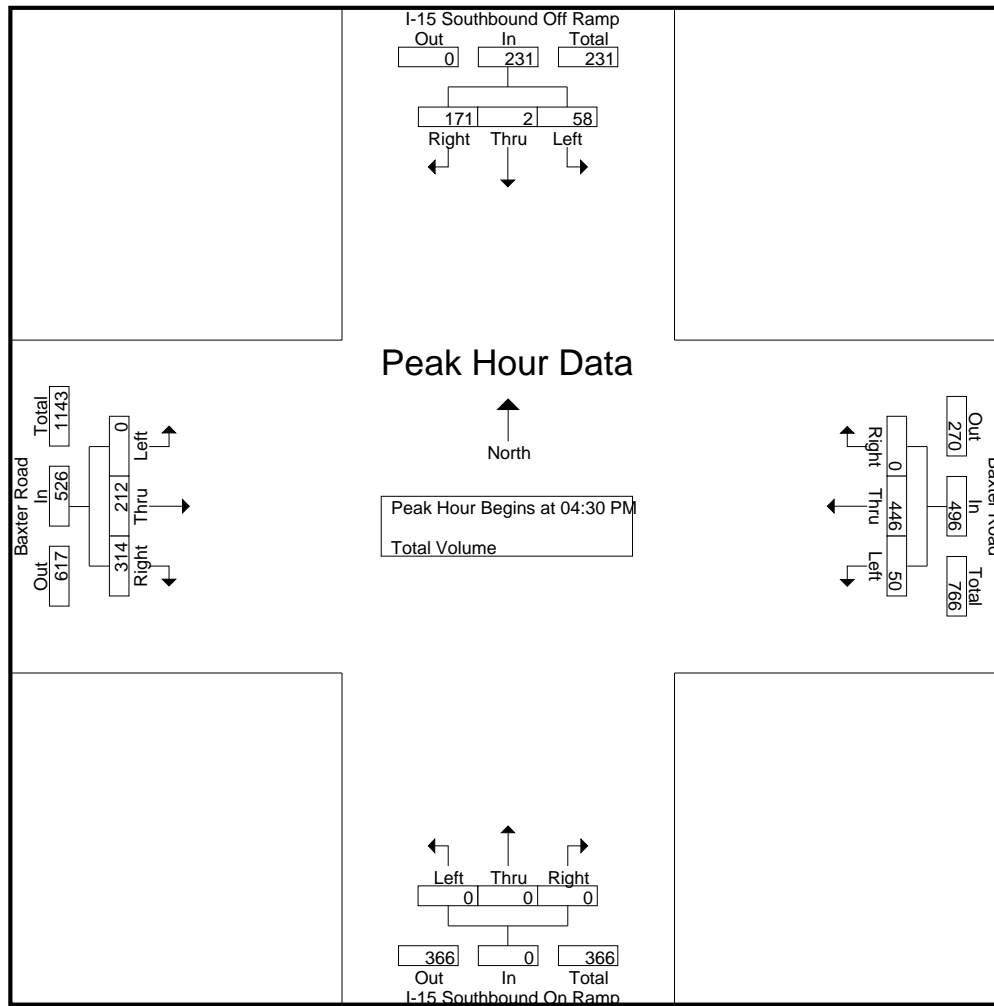 I-15 Southbound Off Ramp
Out In Total
0 231 231
171 2 58
Right Thru Left
Peak Hour Data
North
Peak Hour Begins at 04:30 PM
Total Volume
Baxter Road
Total In Out
1143 526 617
0 212 314
Left Thru Right
Baxter Road
Out In Total
270 496 766
0 446 50
Right Thru Left
Left Thru Right
0 0 0
366 0 366
Out In Total
I-15 Southbound On Ramp